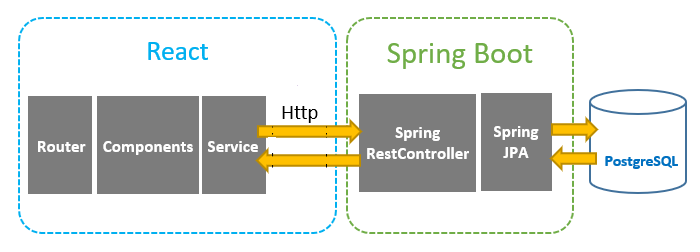 React
Spring Boot
Http
Router
Components
Service
Spring
RestController
Spring
JPA
PostgreSQL